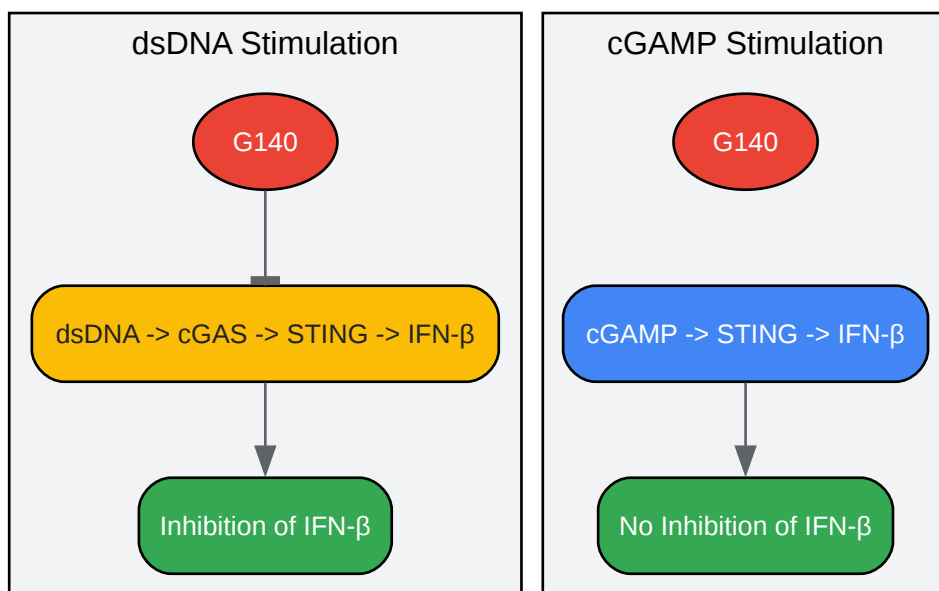 dsDNA Stimulation
G140
dsDNA -> cGAS -> STING -> IFN-β
Inhibition of IFN-β
cGAMP Stimulation
G140
cGAMP -> STING -> IFN-β
No Inhibition of IFN-β